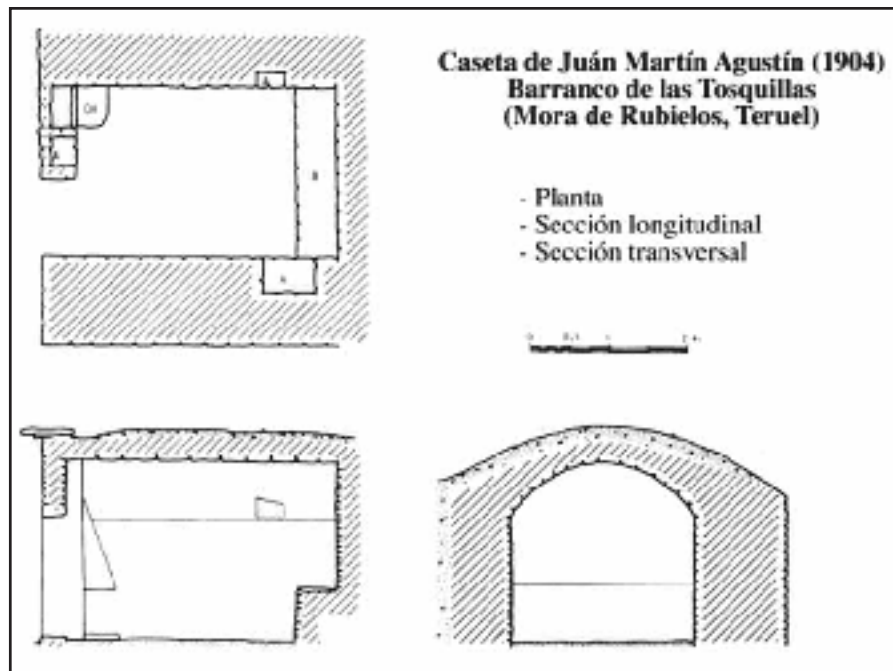 Caseta de Juán Martín Agustín (1904)
Barranco de las Tosquillas
(Mora de Rubielos, Teruel)
- Planta
- Sección longitudinal
- Sección transversal
CH